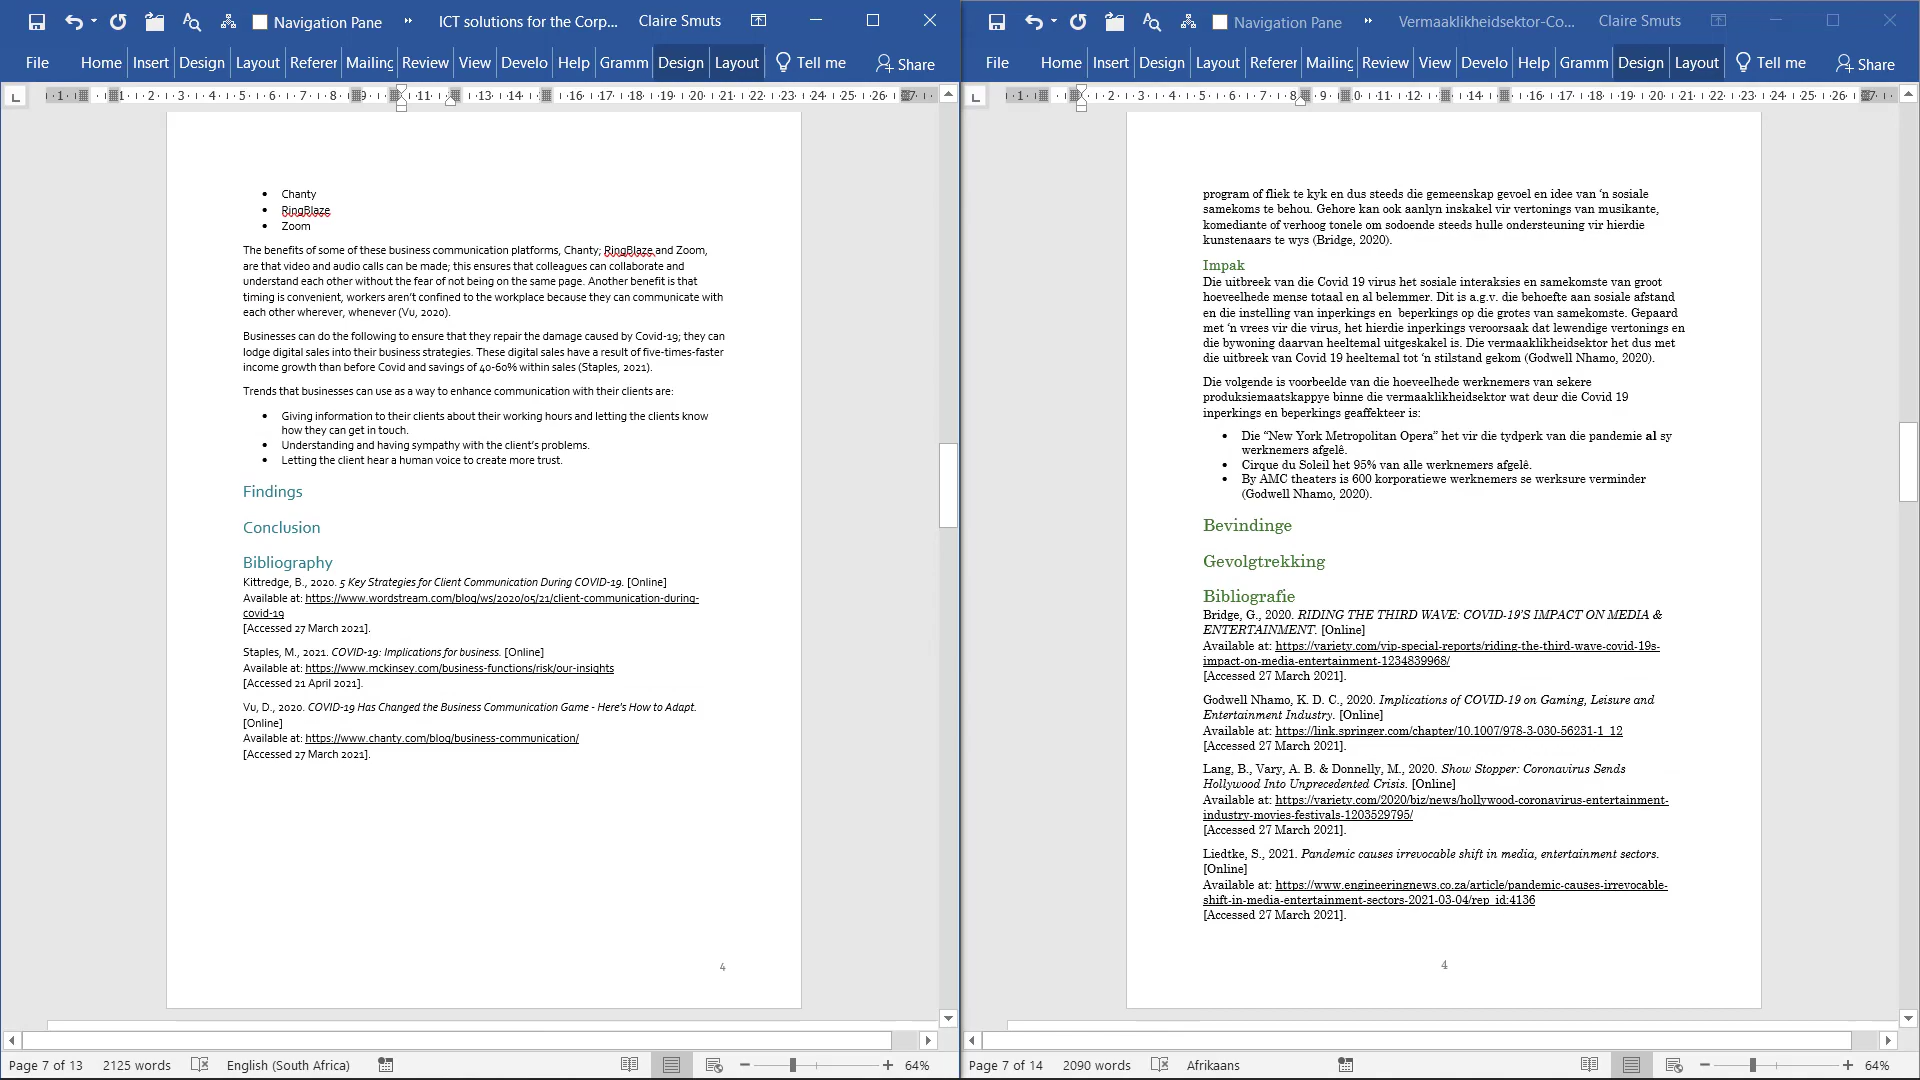 Navigation Pane
ICT solutions for the Corp...
Claire Smuts
File Home Insert Design Layout Referer Mailing Review View Develo Help Gramm Design Layout Tell me Share
Chanty
RingBlaze
Zoom
The benefits of some of these business communication platforms, Chanty; RingBlaze and Zoom,
are that video and audio calls can be made; this ensures that colleagues can collaborate and
understand each other without the fear of not being on the same page. Another benefit is that
timing is convenient, workers aren't confined to the workplace because they can communicate with
each other wherever, whenever (Vu, 2020).
Businesses can do the following to ensure that they repair the damage caused by Covid-19; they can
lodge digital sales into their business strategies. These digital sales have a result of five-times-faster
income growth than before Covid and savings of 40-60% within sales (Staples, 2021).
Trends that businesses can use as a way to enhance communication with their clients are:
Giving information to their clients about their working hours and letting the clients know
how they can get in touch.
Understanding and having sympathy with the client's problems.
Letting the client hear a human voice to create more trust.
Findings
Conclusion
Bibliography
Kittredge, B., 2020. 5 Key Strategies for Client Communication During COVID-19. [Online]
Available at: https://www.wordstream.com/blog/ws/2020/05/21/client-communication-during-
covid-19
[Accessed 27 March 2021].
Staples, M., 2021. COVID-19: Implications for business. [Online]
Available at: https://www.mckinsey.com/business-functions/risk/our-insights
[Accessed 21 April 2021].
Vu, D., 2020. COVID-19 Has Changed the Business Communication Game - Here's How to Adapt.
[Online]
Available at: https://www.chanty.com/blog/business-communication/
[Accessed 27 March 2021].
4
Page 7 of 13 2125 words English (South Africa) 64%
Navigation Pane
Vermaaklikheidsektor-Co...
Claire Smuts
File Home Insert Design Layout Referer Mailing Review View Develo Help Gramm Design Layout Tell me Share
program of fliek te kyk en dus steeds die gemeenskap gevoel en idee van 'n sosiale
samekoms te behou. Gehore kan ook aanlyn inskakel vir vertonings van musikante,
komediante of verhoog tonele om sodoende steeds hulle ondersteuning vir hierdie
kunstenaars te wys (Bridge, 2020).
Impak
Die uitbreek van die Covid 19 virus het sosiale interaksies en samekomste van groot
hoeveelhede mense totaal en al belemmer. Dit is a.g.v. die behoefte aan sosiale afstand
en die instelling van inperkings en beperkings op die grotes van samekomste. Gepaard
met 'n vrees vir die virus, het hierdie inperkings veroorsaak dat lewendige vertonings en
die bywoning daarvan heeltemal uitgeskakel is. Die vermaaklikheidsektor het dus met
die uitbreek van Covid 19 heeltemal tot 'n stilstand gekom (Godwell Nhamo, 2020).
Die volgende is voorbeelde van die hoeveelhede werknemers van sekere
produksiemaatskappye binne die vermaaklikheidsektor wat deur die Covid 19
inperkings en beperkings geaffekteer is:
Die "New York Metropolitan Opera" het vir die tydperk van die pandemie al sy
werknemers afgelê.
Cirque du Soleil het 95% van alle werknemers afgelê.
By AMC theaters is 600 korporatiewe werknemers se werksure verminder
(Godwell Nhamo, 2020).
Bevindinge
Gevolgtrekking
Bibliografie
Bridge, G., 2020. RIDING THE THIRD WAVE: COVID-19'S IMPACT ON MEDIA &
ENTERTAINMENT. [Online]
Available at: https://variety.com/vip-special-reports/riding-the-third-wave-covid-19s-
impact-on-media-entertainment-1234839968/
[Accessed 27 March 2021].
Godwell Nhamo, K. D. C., 2020. Implications of COVID-19 on Gaming, Leisure and
Entertainment Industry. [Online]
Available at: https://link.springer.com/chapter/10.1007/978-3-030-56231-1_12
[Accessed 27 March 2021].
Lang, B., Vary, A. B. & Donnelly, M., 2020. Show Stopper: Coronavirus Sends
Hollywood Into Unprecedented Crisis. [Online]
Available at: https://variety.com/2020/biz/news/hollywood-coronavirus-entertainment-
industry-movies-festivals-1203529795/
[Accessed 27 March 2021].
Liedtke, S., 2021. Pandemic causes irrevocable shift in media, entertainment sectors.
[Online]
Available at: https://www.engineeringnews.co.za/article/pandemic-causes-irrevocable-
shift-in-media-entertainment-sectors-2021-03-04/rep_id:4136
[Accessed 27 March 2021].
4
Page 7 of 14 2090 words Afrikaans 64%